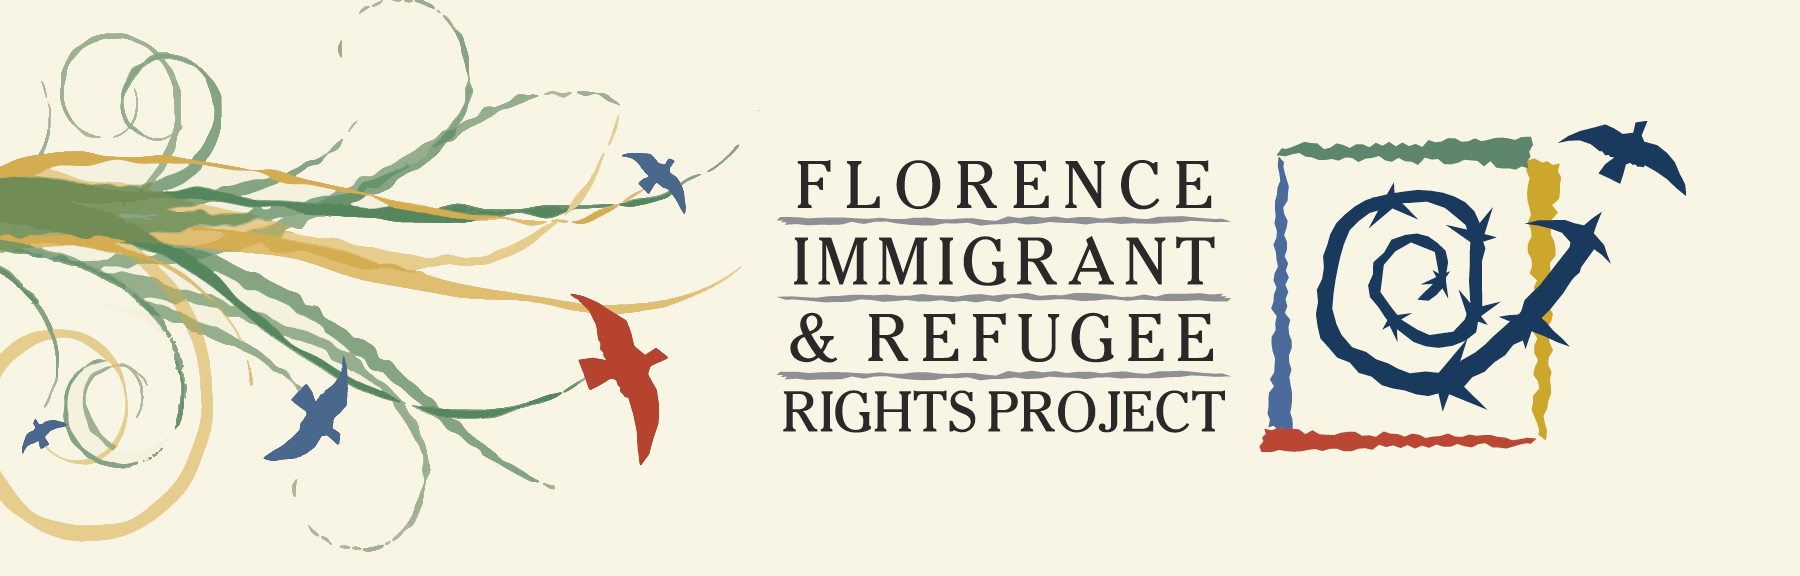 FLORENCE
IMMIGRANT
& REFUGEE
RIGHTS PROJECT